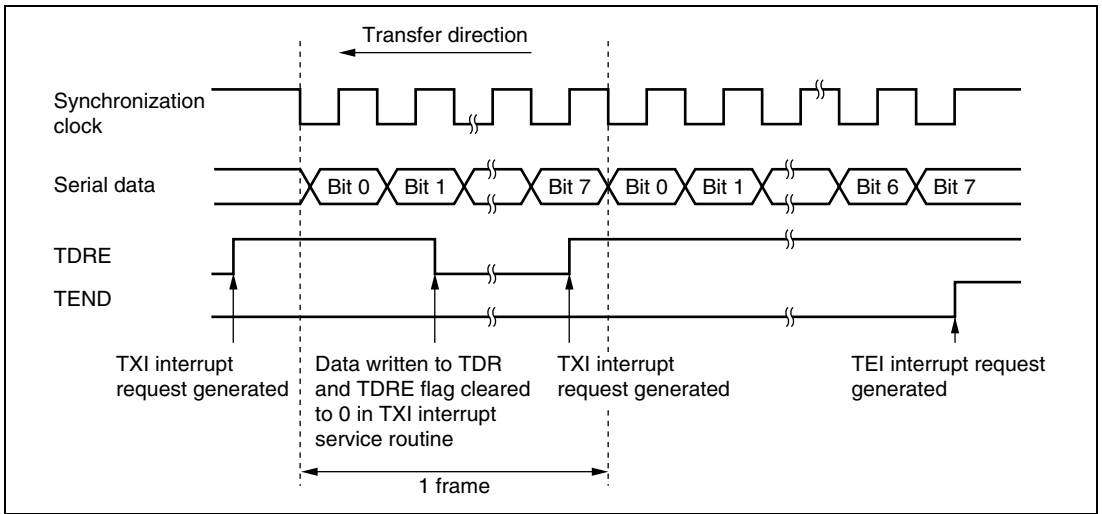 Transfer direction
Synchronization
clock
Serial data
Bit 0
Bit 1
Bit 7
Bit 0
Bit 1
Bit 6
Bit 7
TDRE
TEND
TXI interrupt
request generated
Data written to TDR
and TDRE flag cleared
to 0 in TXI interrupt
service routine
TXI interrupt
request generated
TEI interrupt request
generated
1 frame